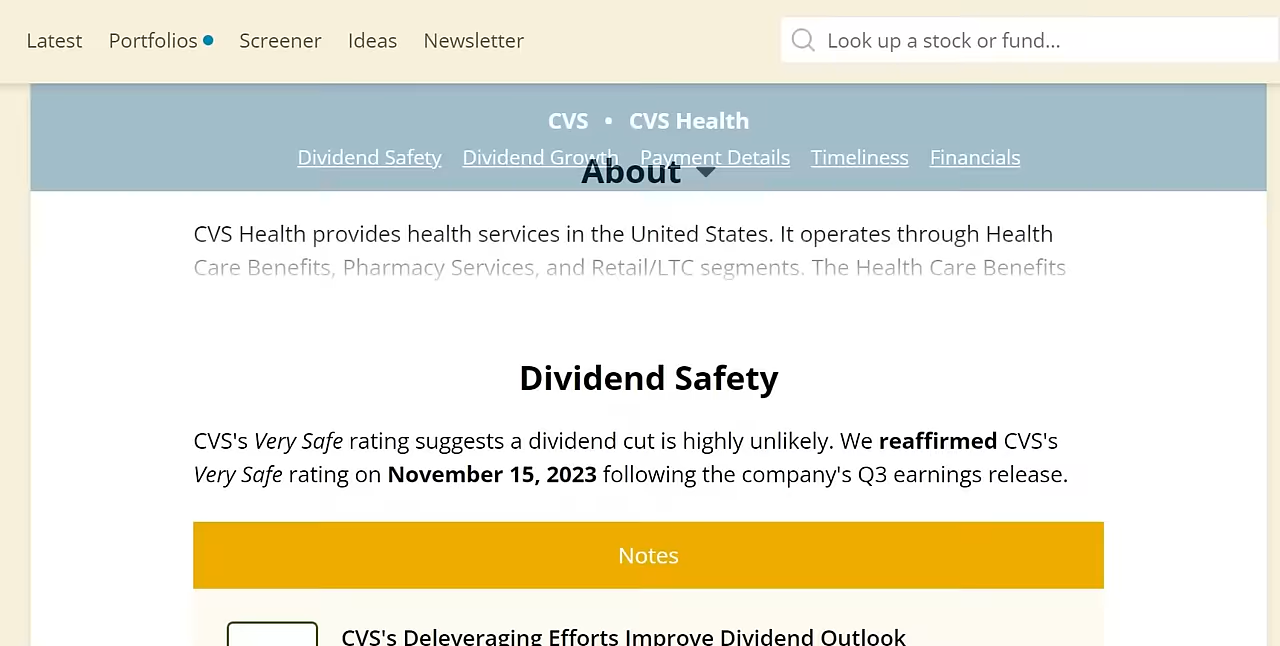 Latest Portfolios Screener Ideas Newsletter Look up a stock or fund...
CVS • CVS Health
Dividend Safety Dividend Growth Payment Details Timeliness Financials
About
CVS Health provides health services in the United States. It operates through Health
Care Benefits, Pharmacy Services, and Retail/LTC segments. The Health Care Benefits
Dividend Safety
CVS's Very Safe rating suggests a dividend cut is highly unlikely. We reaffirmed CVS's
Very Safe rating on November 15, 2023 following the company's Q3 earnings release.
Notes
CVS's Deleveraging Efforts Improve Dividend Outlook